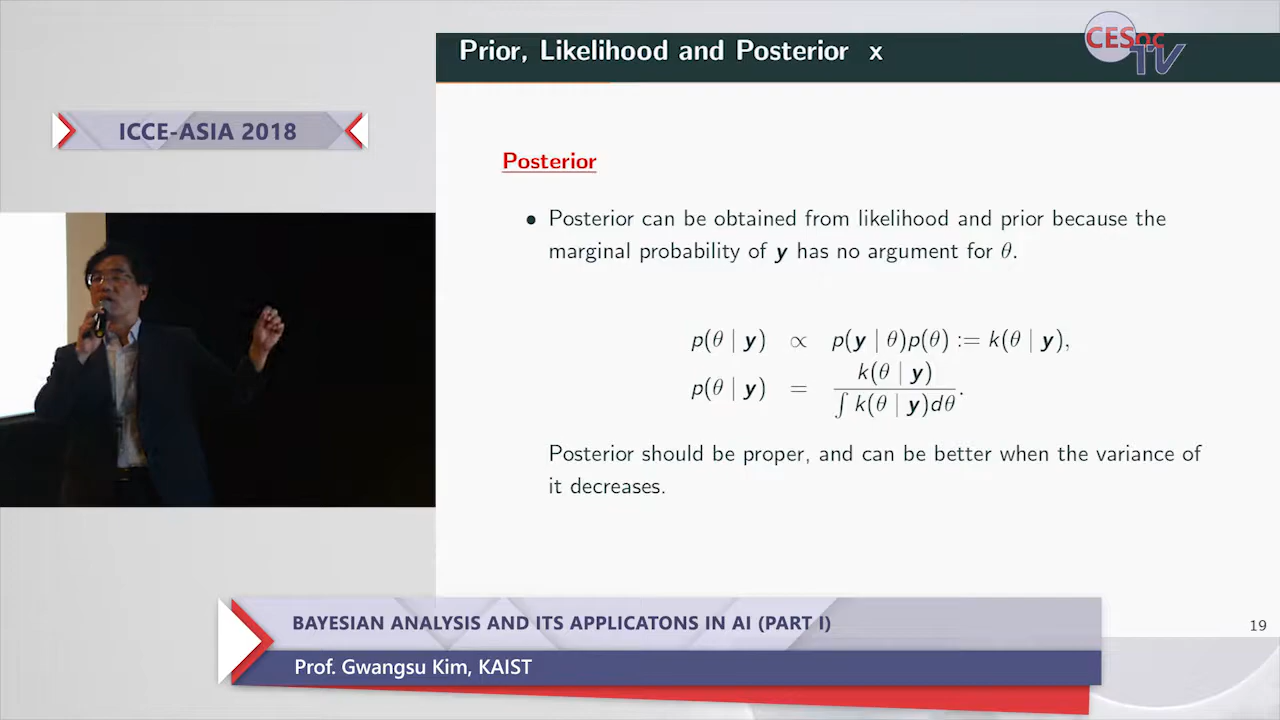 Prior, Likelihood and Posterior x
CESoc
TV
ICCE-ASIA 2018
Posterior
• Posterior can be obtained from likelihood and prior because the
marginal probability of y has no argument for θ.
p(θ | y) ∝ p(y | θ)p(θ) := k(θ | y),
p(θ | y) = k(θ | y) / ∫ k(θ | y)dθ.
Posterior should be proper, and can be better when the variance of
it decreases.
BAYESIAN ANALYSIS AND ITS APPLICATONS IN AI (PART I)
19
Prof. Gwangsu Kim, KAIST